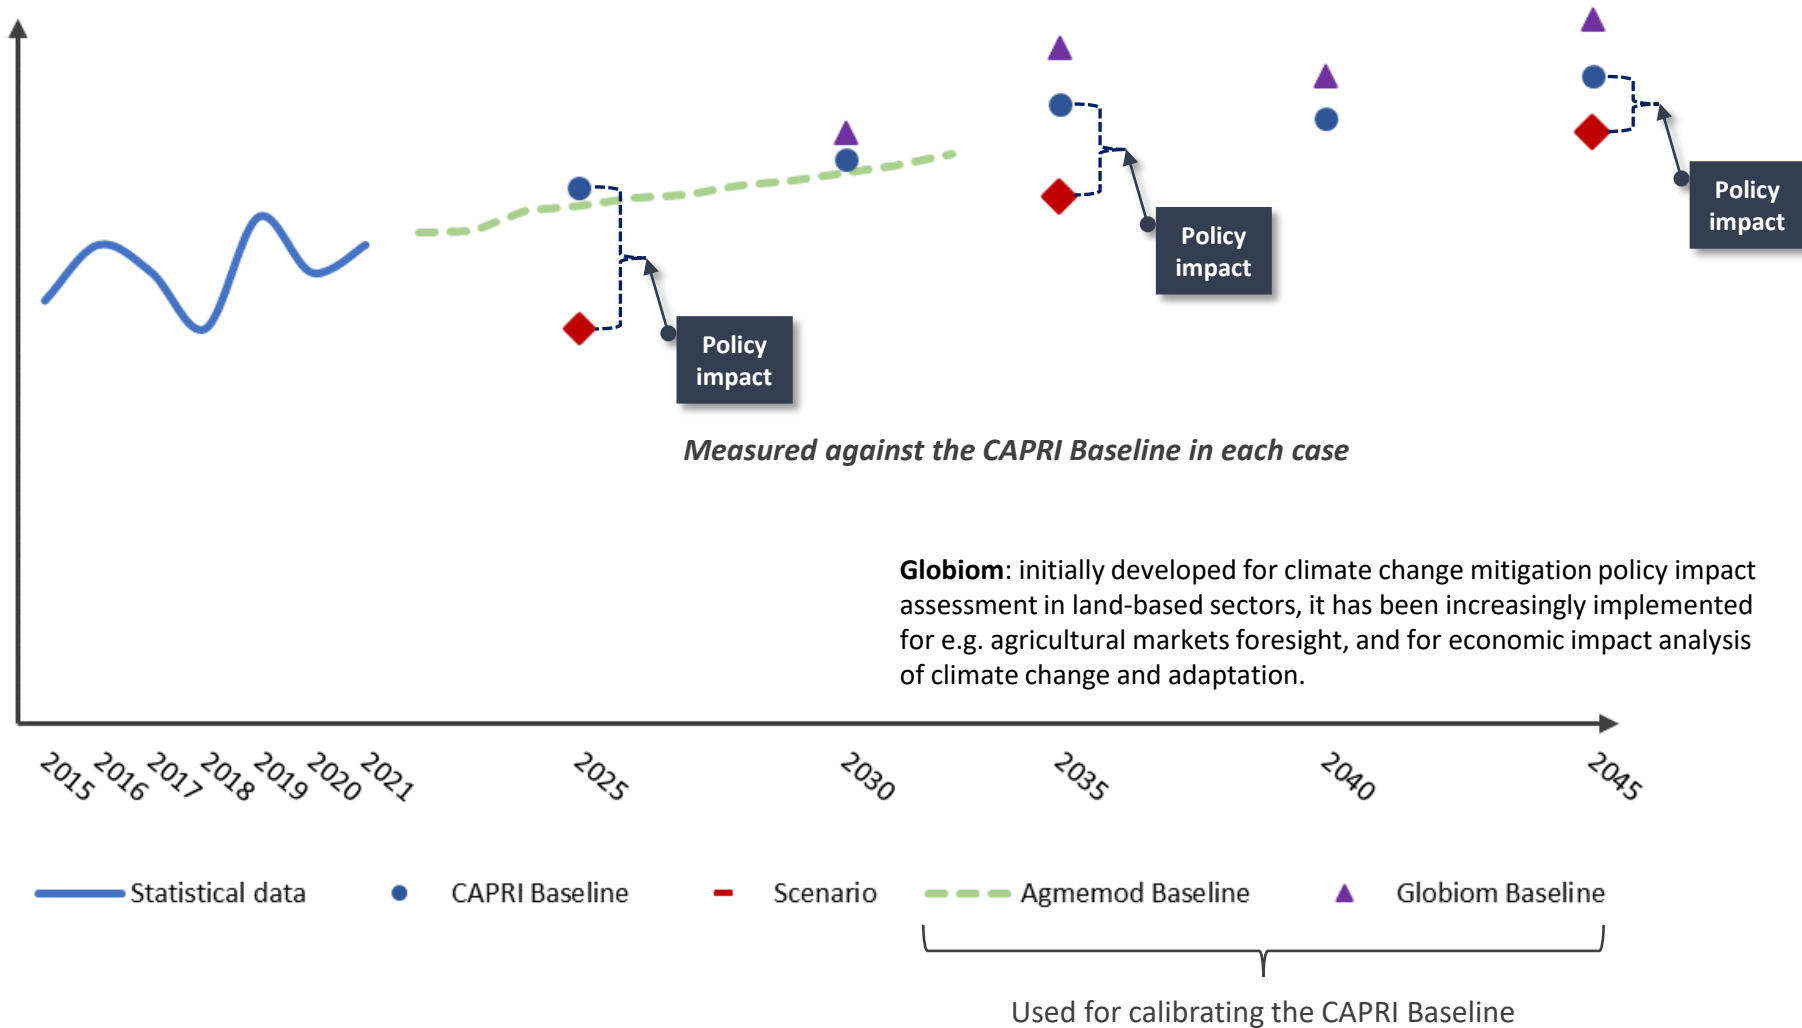 Policy
impact
Policy
impact
Policy
impact
Measured against the CAPRI Baseline in each case
Globiom: initially developed for climate change mitigation policy impact
assessment in land-based sectors, it has been increasingly implemented
for e.g. agricultural markets foresight, and for economic impact analysis
of climate change and adaptation.
2015 2016 2017 2018 2019 2020 2021 2025 2030 2035 2040 2045
Statistical data CAPRI Baseline Scenario Agmemod Baseline Globiom Baseline
Used for calibrating the CAPRI Baseline